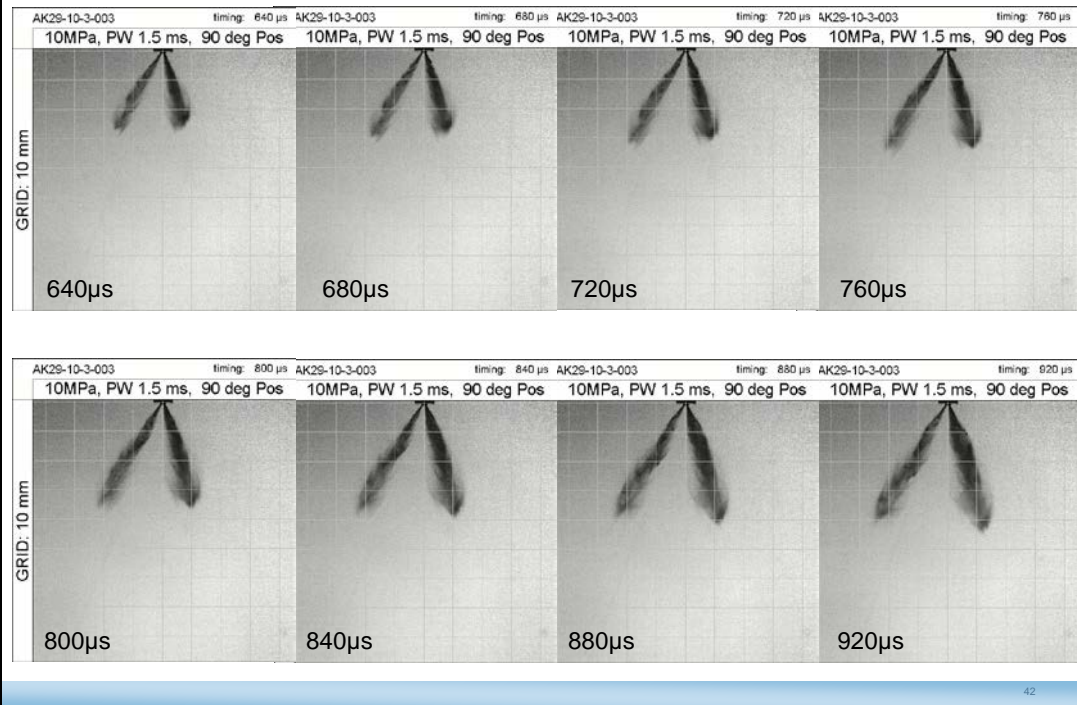 AK29-10-3-003 timing: 640 µs AK29-10-3-003 timing: 680 µs AK29-10-3-003 timing: 720 µs AK29-10-3-003 timing: 760 µs
10MPa, PW 1.5 ms, 90 deg Pos 10MPa, PW 1.5 ms, 90 deg Pos 10MPa, PW 1.5 ms, 90 deg Pos 10MPa, PW 1.5 ms, 90 deg Pos
GRID: 10 mm
640µs 680µs 720µs 760µs
AK29-10-3-003 timing: 800 µs AK29-10-3-003 timing: 840 µs AK29-10-3-003 timing: 880 µs AK29-10-3-003 timing: 920 µs
10MPa, PW 1.5 ms, 90 deg Pos 10MPa, PW 1.5 ms, 90 deg Pos 10MPa, PW 1.5 ms, 90 deg Pos 10MPa, PW 1.5 ms, 90 deg Pos
GRID: 10 mm
800µs 840µs 880µs 920µs
42